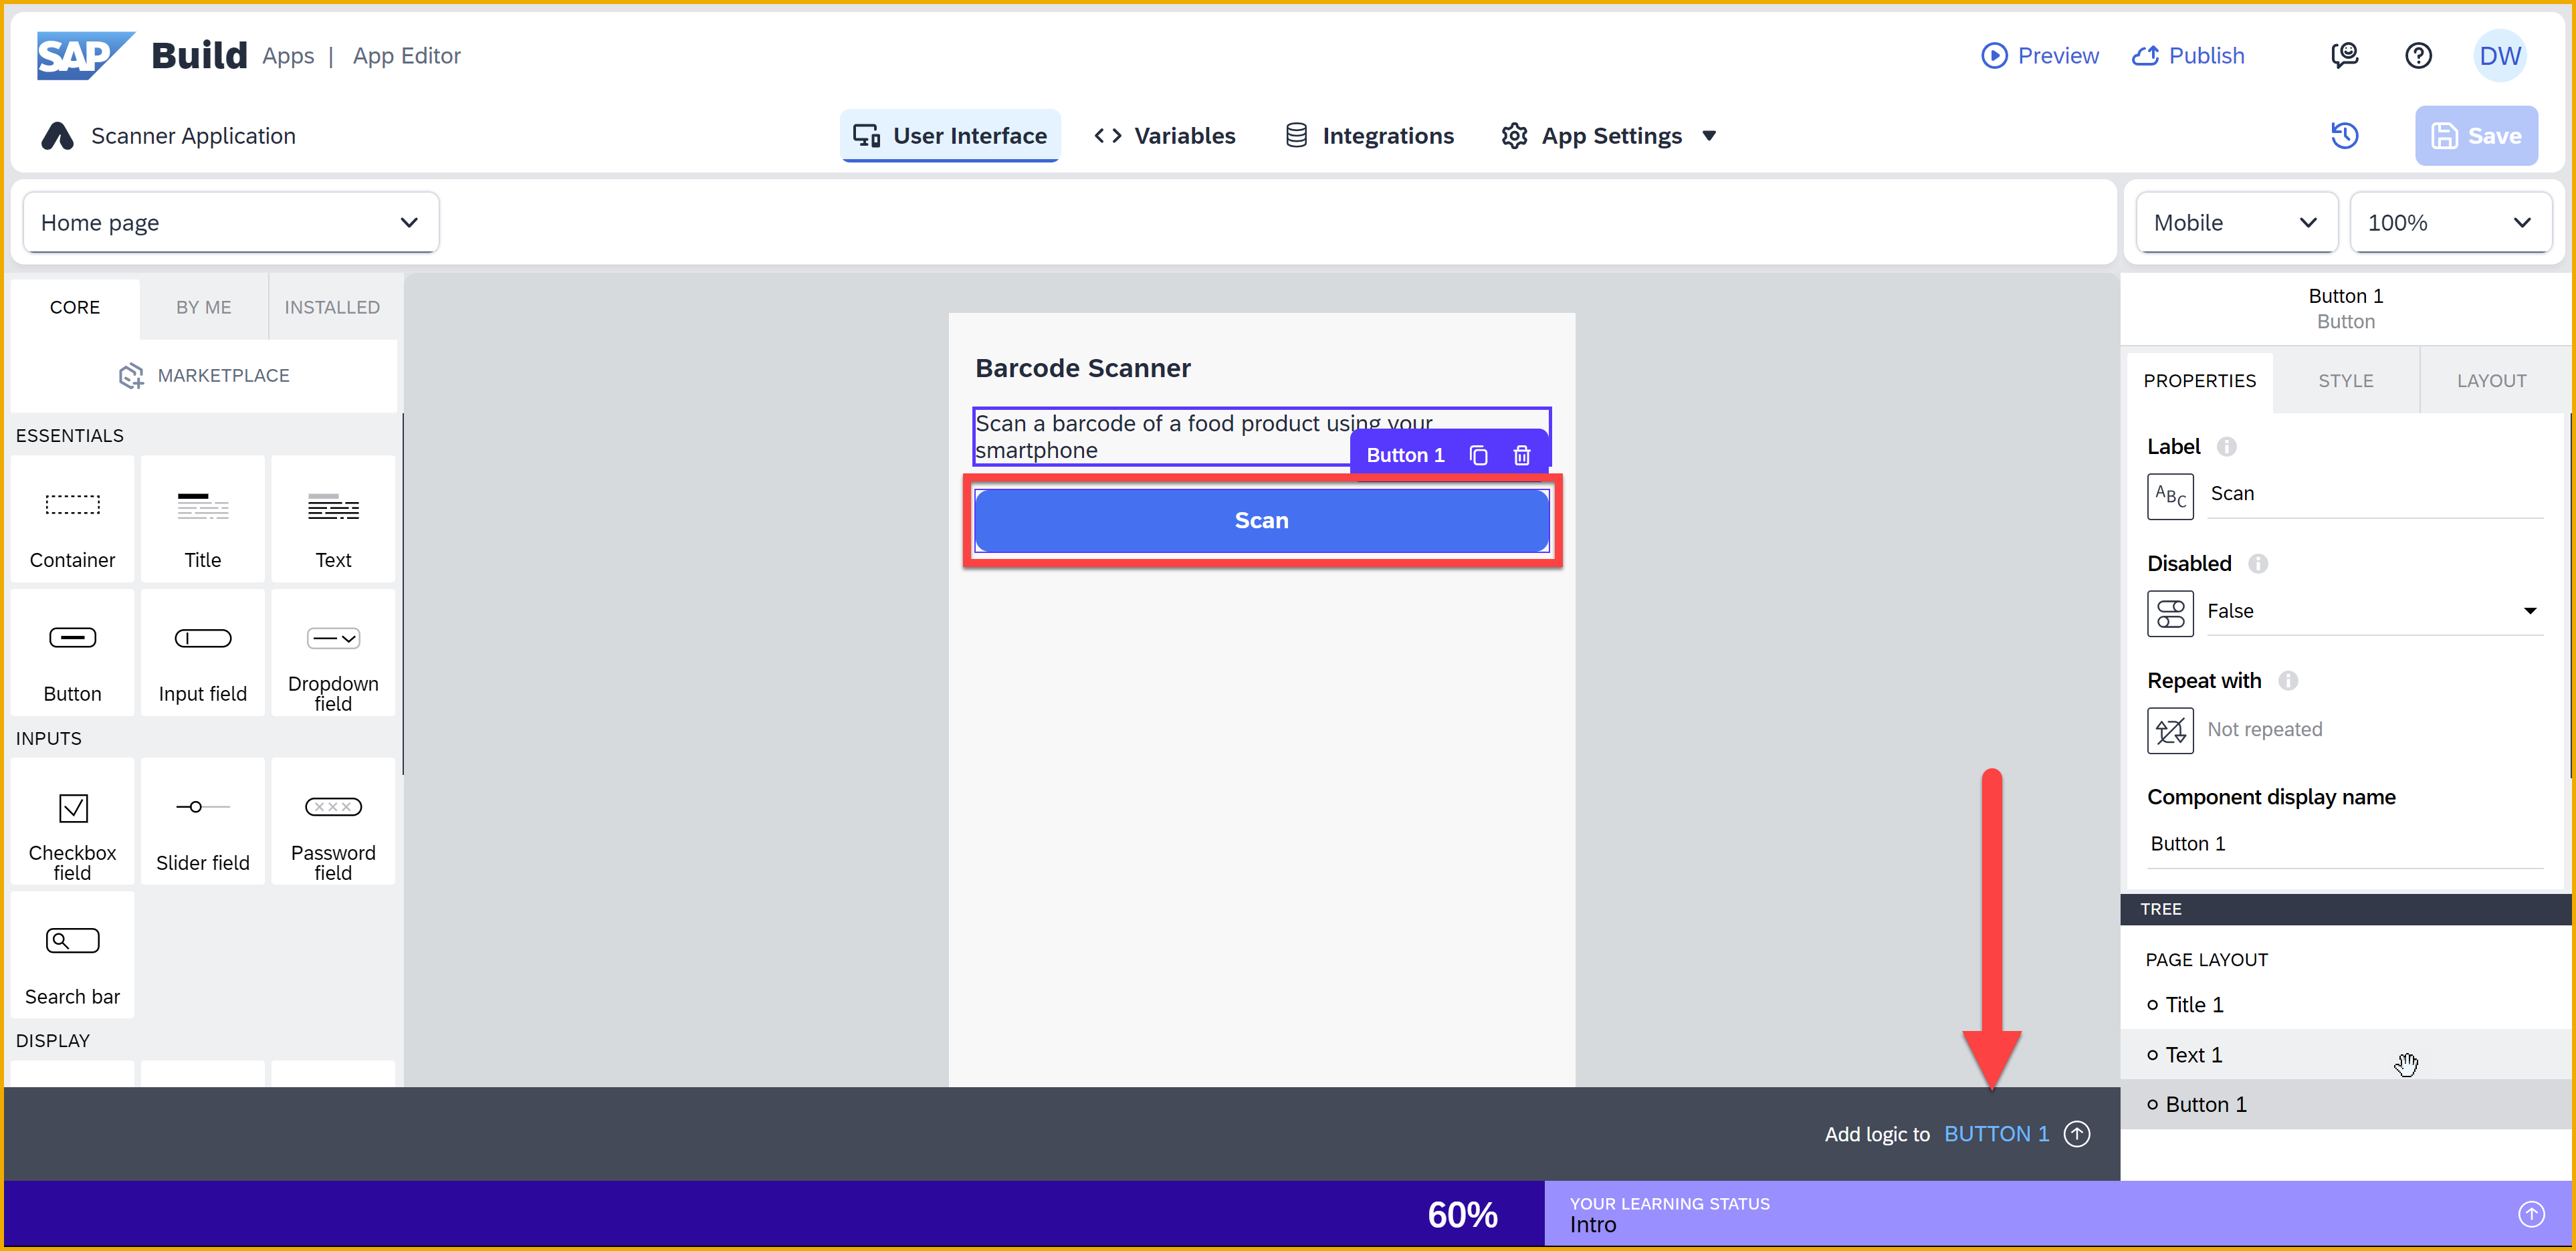 SAP Build Apps | App Editor
Preview
Publish
DW
Scanner Application
User Interface
Variables
Integrations
App Settings
Save
Home page
Mobile
100%
CORE
BY ME
INSTALLED
MARKETPLACE
ESSENTIALS
Container
Title
Text
Button
Input field
Dropdown
field
INPUTS
Checkbox
field
Slider field
Password
field
Search bar
DISPLAY
Barcode Scanner
Scan a barcode of a food product using your
smartphone
Button 1
Scan
Add logic to BUTTON 1
Button 1
Button
PROPERTIES
STYLE
LAYOUT
Label
ABC
Scan
Disabled
False
Repeat with
Not repeated
Component display name
Button 1
TREE
PAGE LAYOUT
Title 1
Text 1
Button 1
60%
YOUR LEARNING STATUS
Intro